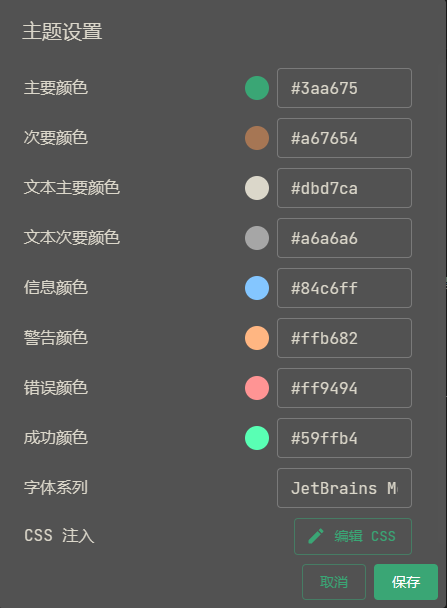 主题设置
主要颜色 #3aa675
次要颜色 #a67654
文本主要颜色 #dbd7ca
文本次要颜色 #a6a6a6
信息颜色 #84c6ff
警告颜色 #ffb682
错误颜色 #ff9494
成功颜色 #59ffb4
字体系列 JetBrains M
CSS 注入 编辑 CSS
取消 保存